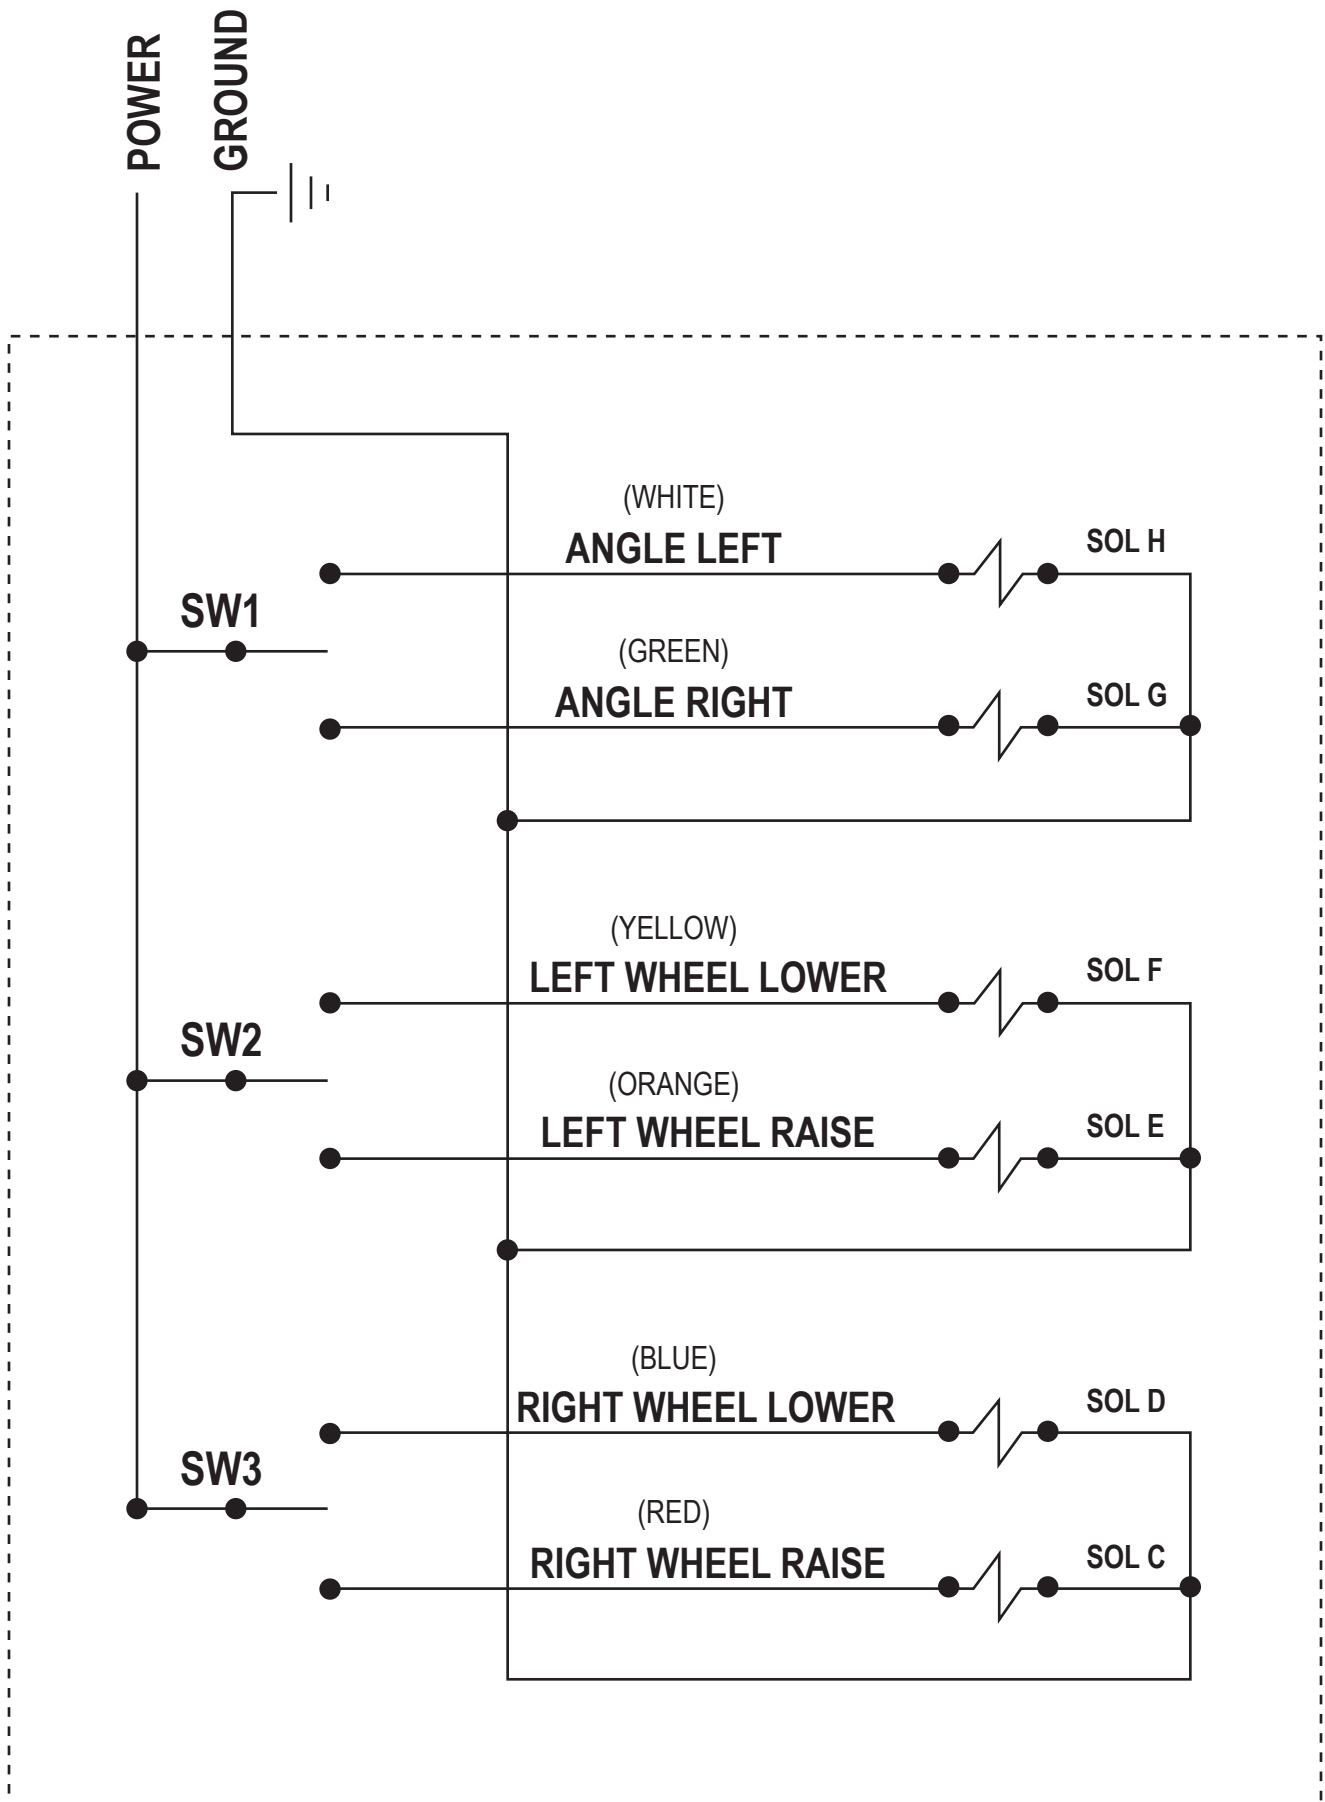 POWER
GROUND
(WHITE)
ANGLE LEFT
SOL H
SW1
(GREEN)
ANGLE RIGHT
SOL G
(YELLOW)
LEFT WHEEL LOWER
SOL F
SW2
(ORANGE)
LEFT WHEEL RAISE
SOL E
(BLUE)
RIGHT WHEEL LOWER
SOL D
SW3
(RED)
RIGHT WHEEL RAISE
SOL C